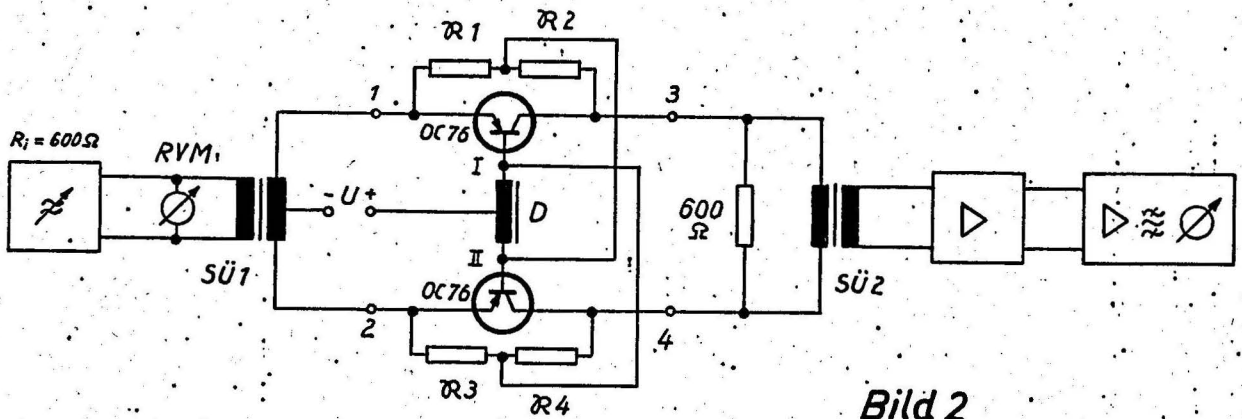 R1 R2
1
3
OC76
Ri = 600Ω
RVM1
I
- U +
D
600
Ω
II
SÜ1
SÜ2
OC76
2
4
R3 R4
Bild 2